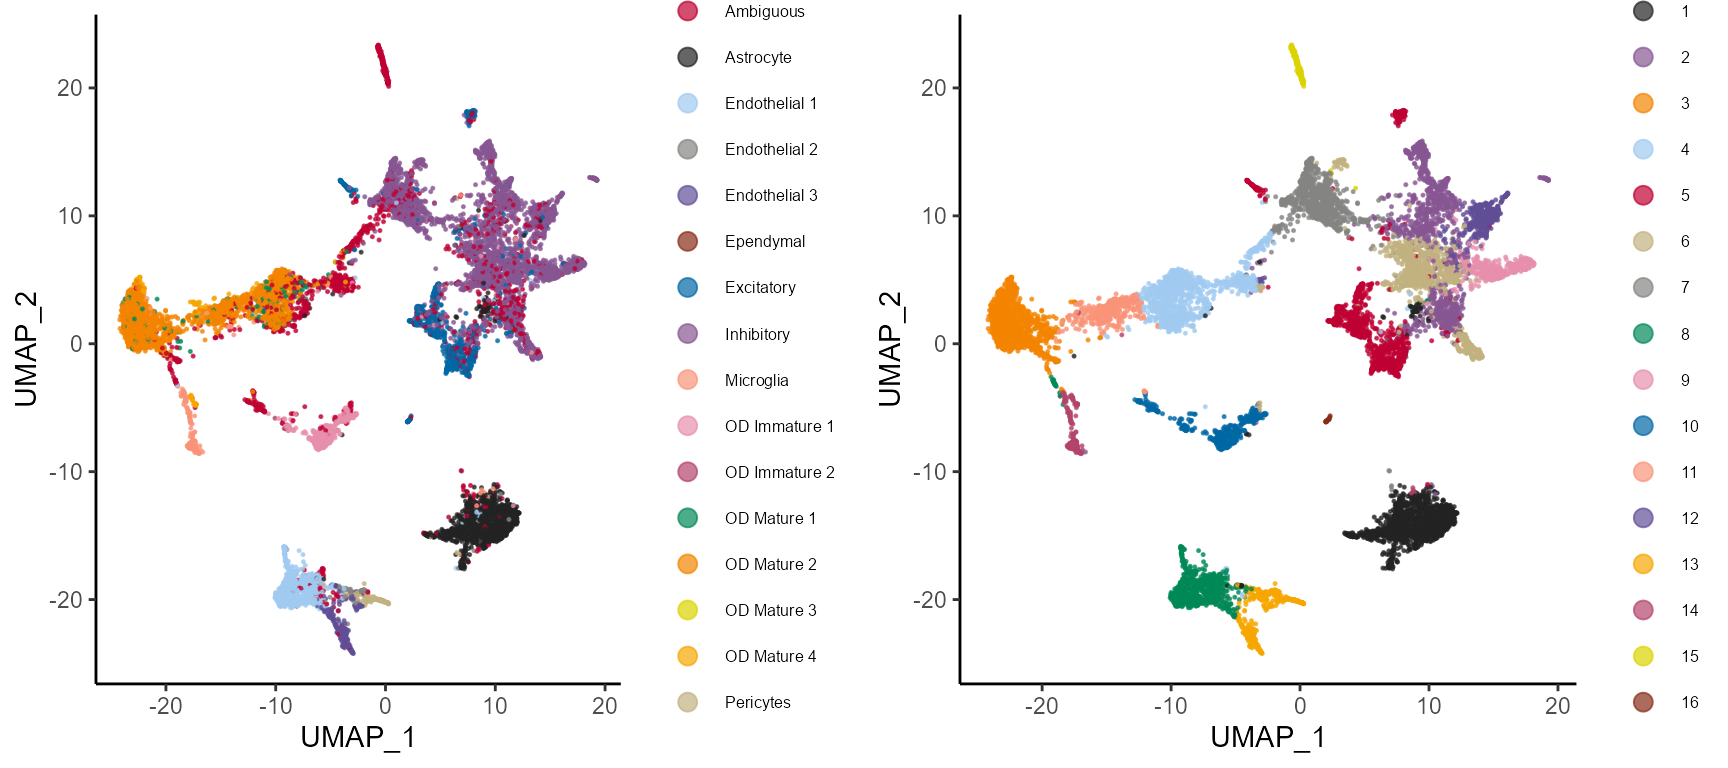 20
10
0
-10
-20
UMAP_2
-20
-10
0
10
20
UMAP_1
Ambiguous
Astrocyte
Endothelial 1
Endothelial 2
Endothelial 3
Ependymal
Excitatory
Inhibitory
Microglia
OD Immature 1
OD Immature 2
OD Mature 1
OD Mature 2
OD Mature 3
OD Mature 4
Pericytes
20
10
0
-10
-20
UMAP_2
-20
-10
0
10
20
UMAP_1
1
2
3
4
5
6
7
8
9
10
11
12
13
14
15
16